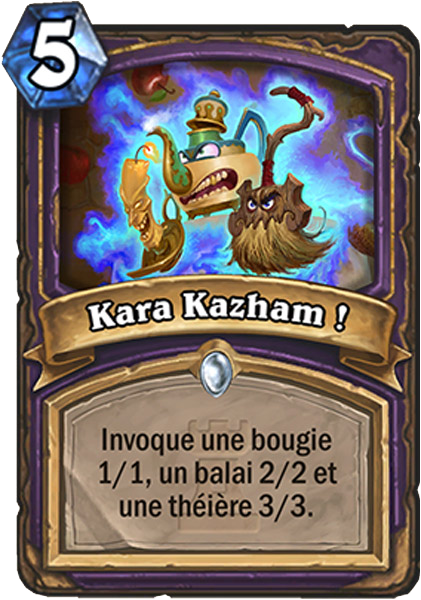 5
Kara Kazham !
Invoque une bougie
1/1, un balai 2/2 et
une théière 3/3.